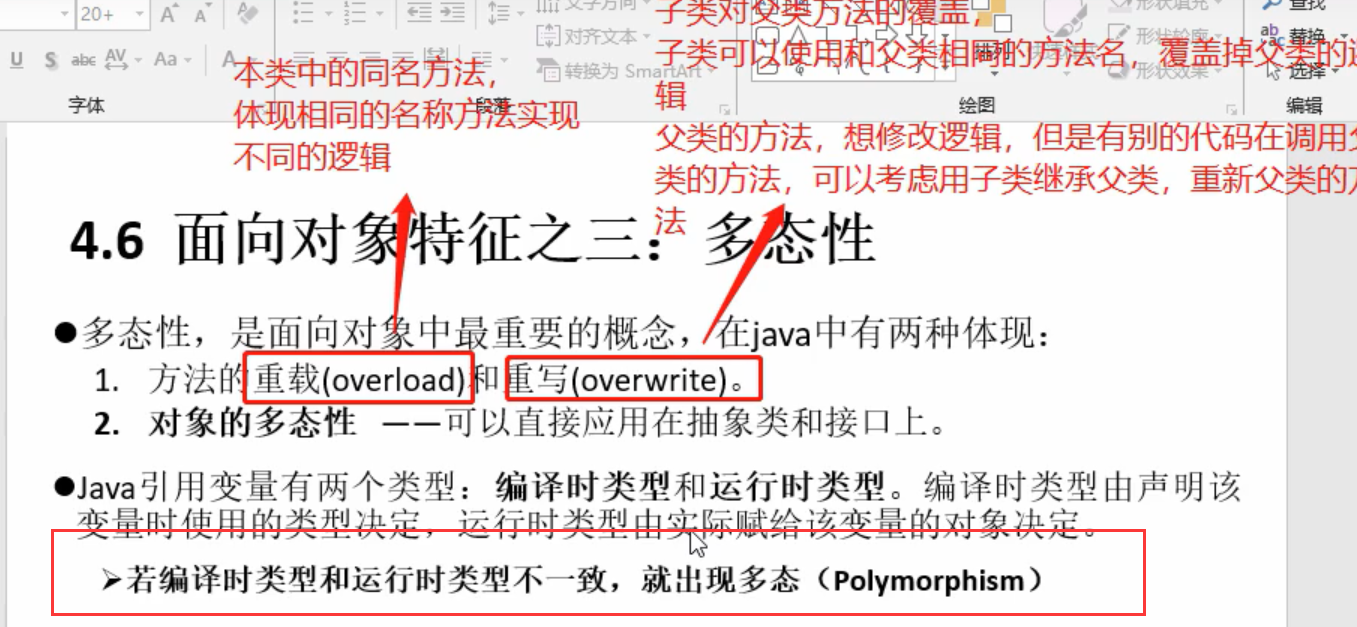 20+
文字方向
形状填充
查找
对齐文本
形状轮廓
替换
U S abc AV Aa A
转换为 SmartArt
排列
形状效果
选择
字体
段落
绘图
编辑
本类中的同名方法，
体现相同的名称方法实现
不同的逻辑
子类对父类方法的覆盖，
子类可以使用和父类相同的方法名，覆盖掉父类的逻
辑
父类的方法，想修改逻辑，但是有别的代码在调用父
类的方法，可以考虑用子类继承父类，重新父类的方
法
4.6 面向对象特征之三：多态性
●多态性，是面向对象中最重要的概念，在java中有两种体现：
1. 方法的重载(overload)和重写(overwrite)。
2. 对象的多态性 ——可以直接应用在抽象类和接口上。
●Java引用变量有两个类型：编译时类型和运行时类型。编译时类型由声明该
变量时使用的类型决定，运行时类型由实际赋给该变量的对象决定。
➢若编译时类型和运行时类型不一致，就出现多态（Polymorphism）